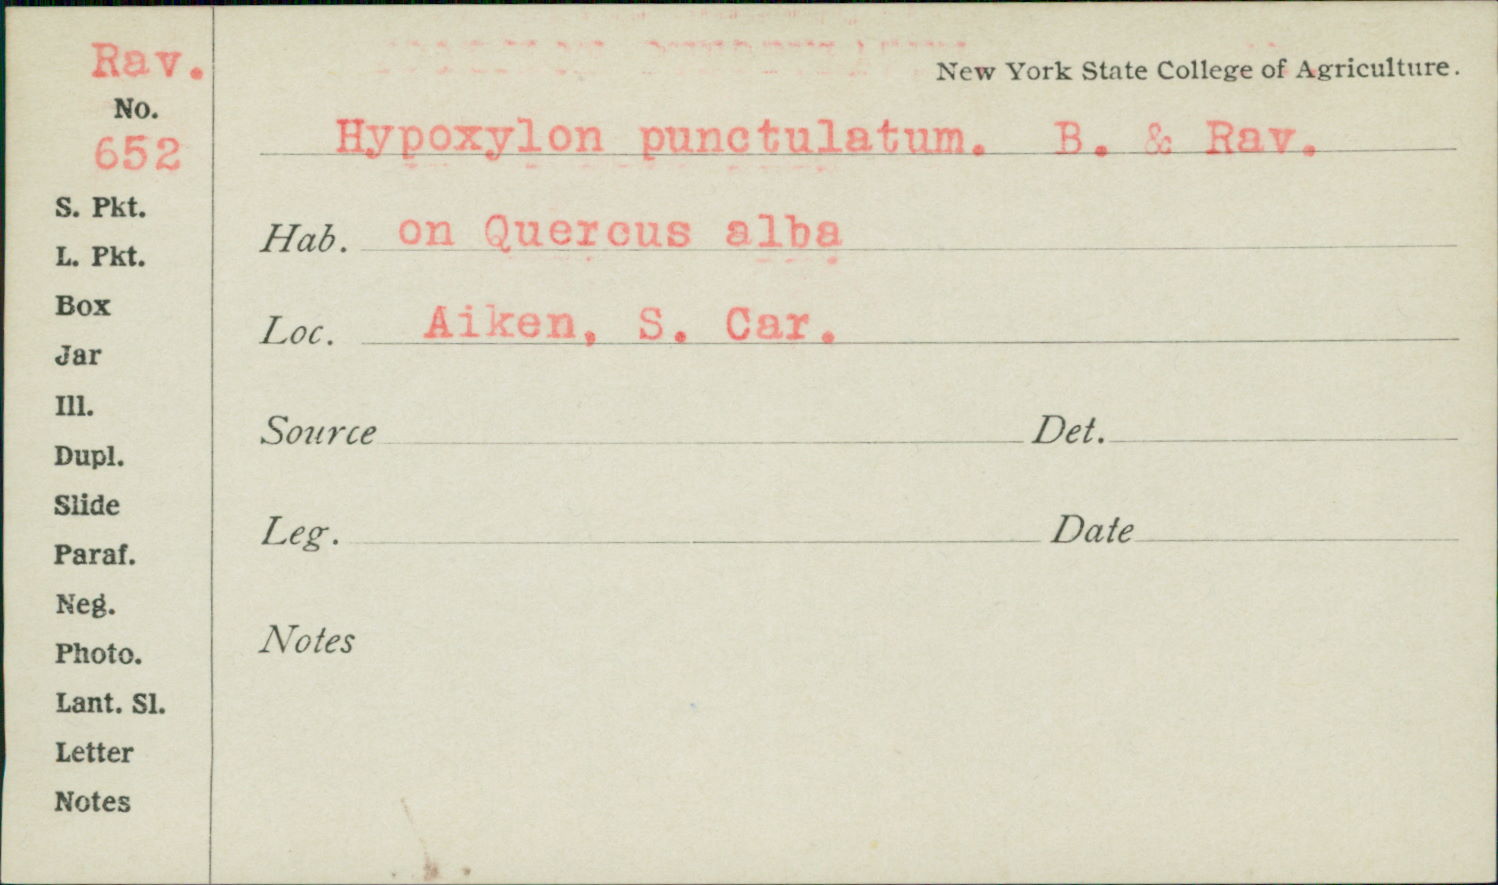 Rav.
No.
652
S. Pkt.
L. Pkt.
Box
Jar
Ill.
Dupl.
Slide
Paraf.
Neg.
Photo.
Lant. Sl.
Letter
Notes
New York State College of Agriculture.
Hypoxylon punctulatum. B. & Rav.
Hab. on Quercus alba
Loc. Aiken, S. Car.
Source Det.
Leg. Date
Notes